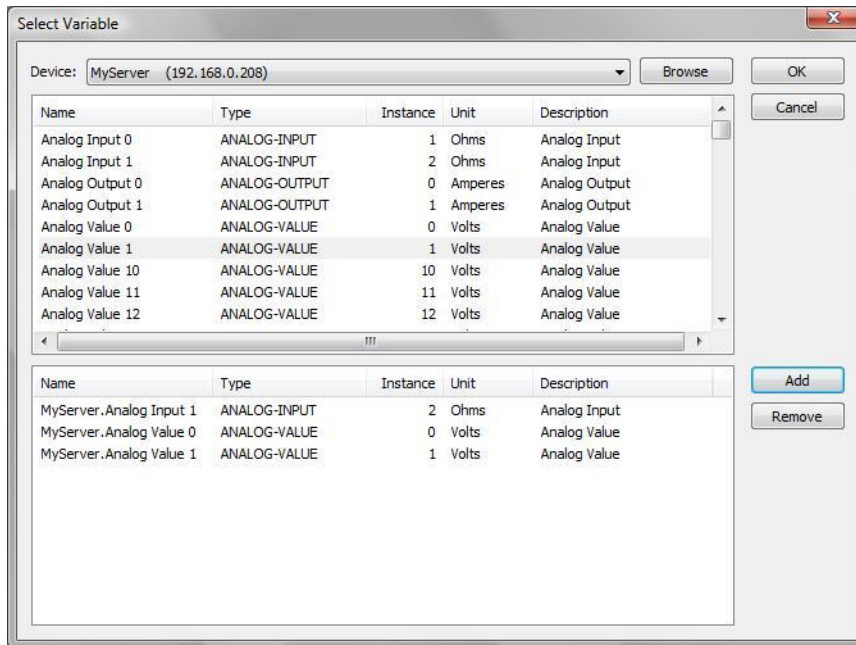 Select Variable
Device: MyServer (192.168.0.208) Browse OK
Cancel
Name Type Instance Unit Description
Analog Input 0 ANALOG-INPUT 1 Ohms Analog Input
Analog Input 1 ANALOG-INPUT 2 Ohms Analog Input
Analog Output 0 ANALOG-OUTPUT 0 Amperes Analog Output
Analog Output 1 ANALOG-OUTPUT 1 Amperes Analog Output
Analog Value 0 ANALOG-VALUE 0 Volts Analog Value
Analog Value 1 ANALOG-VALUE 1 Volts Analog Value
Analog Value 10 ANALOG-VALUE 10 Volts Analog Value
Analog Value 11 ANALOG-VALUE 11 Volts Analog Value
Analog Value 12 ANALOG-VALUE 12 Volts Analog Value
Name Type Instance Unit Description
Add
MyServer.Analog Input 1 ANALOG-INPUT 2 Ohms Analog Input
Remove
MyServer.Analog Value 0 ANALOG-VALUE 0 Volts Analog Value
MyServer.Analog Value 1 ANALOG-VALUE 1 Volts Analog Value